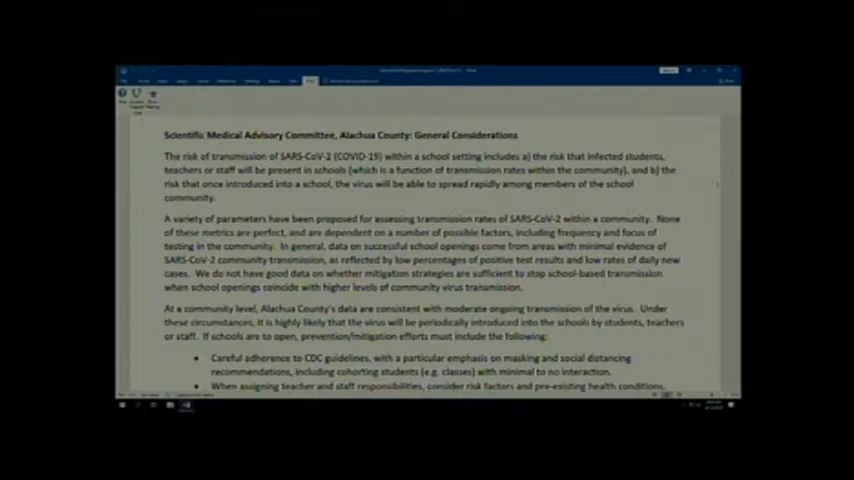 Scientific Medical Advisory Committee, Alachua County: General Considerations
The risk of transmission of SARS-CoV-2 (COVID-19) within a school setting includes a) the risk that infected students,
teachers or staff will be present in schools (which is a function of transmission rates within the community), and b) the
risk that once introduced into a school, the virus will be able to spread rapidly among members of the school
community.
A variety of parameters have been proposed for assessing transmission rates of SARS-CoV-2 within a community. None
of these metrics are perfect, and are dependent on a number of possible factors, including frequency and focus of
testing in the community. In general, data on successful school openings come from areas with minimal evidence of
SARS-CoV-2 community transmission, as reflected by low percentages of positive test results and low rates of daily new
cases. We do not have good data on whether mitigation strategies are sufficient to stop school-based transmission
when school openings coincide with higher levels of community virus transmission.
At a community level, Alachua County's data are consistent with moderate ongoing transmission of the virus. Under
these circumstances, it is highly likely that the virus will be periodically introduced into the schools by students, teachers
or staff. If schools are to open, prevention/mitigation efforts must include the following:
• Careful adherence to CDC guidelines, with a particular emphasis on masking and social distancing
recommendations, including cohorting students (e.g. classes) with minimal to no interaction.
• When assigning teacher and staff responsibilities, consider risk factors and pre-existing health conditions.